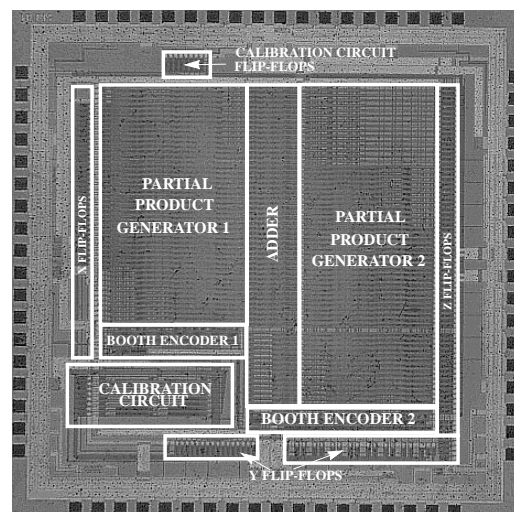 CALIBRATION CIRCUIT
FLIP-FLOPS
PARTIAL
PRODUCT
GENERATOR 1
ADDER
PARTIAL
PRODUCT
GENERATOR 2
X FLIP-FLOPS
Z FLIP-FLOPS
BOOTH ENCODER 1
CALIBRATION
CIRCUIT
BOOTH ENCODER 2
Y FLIP-FLOPS